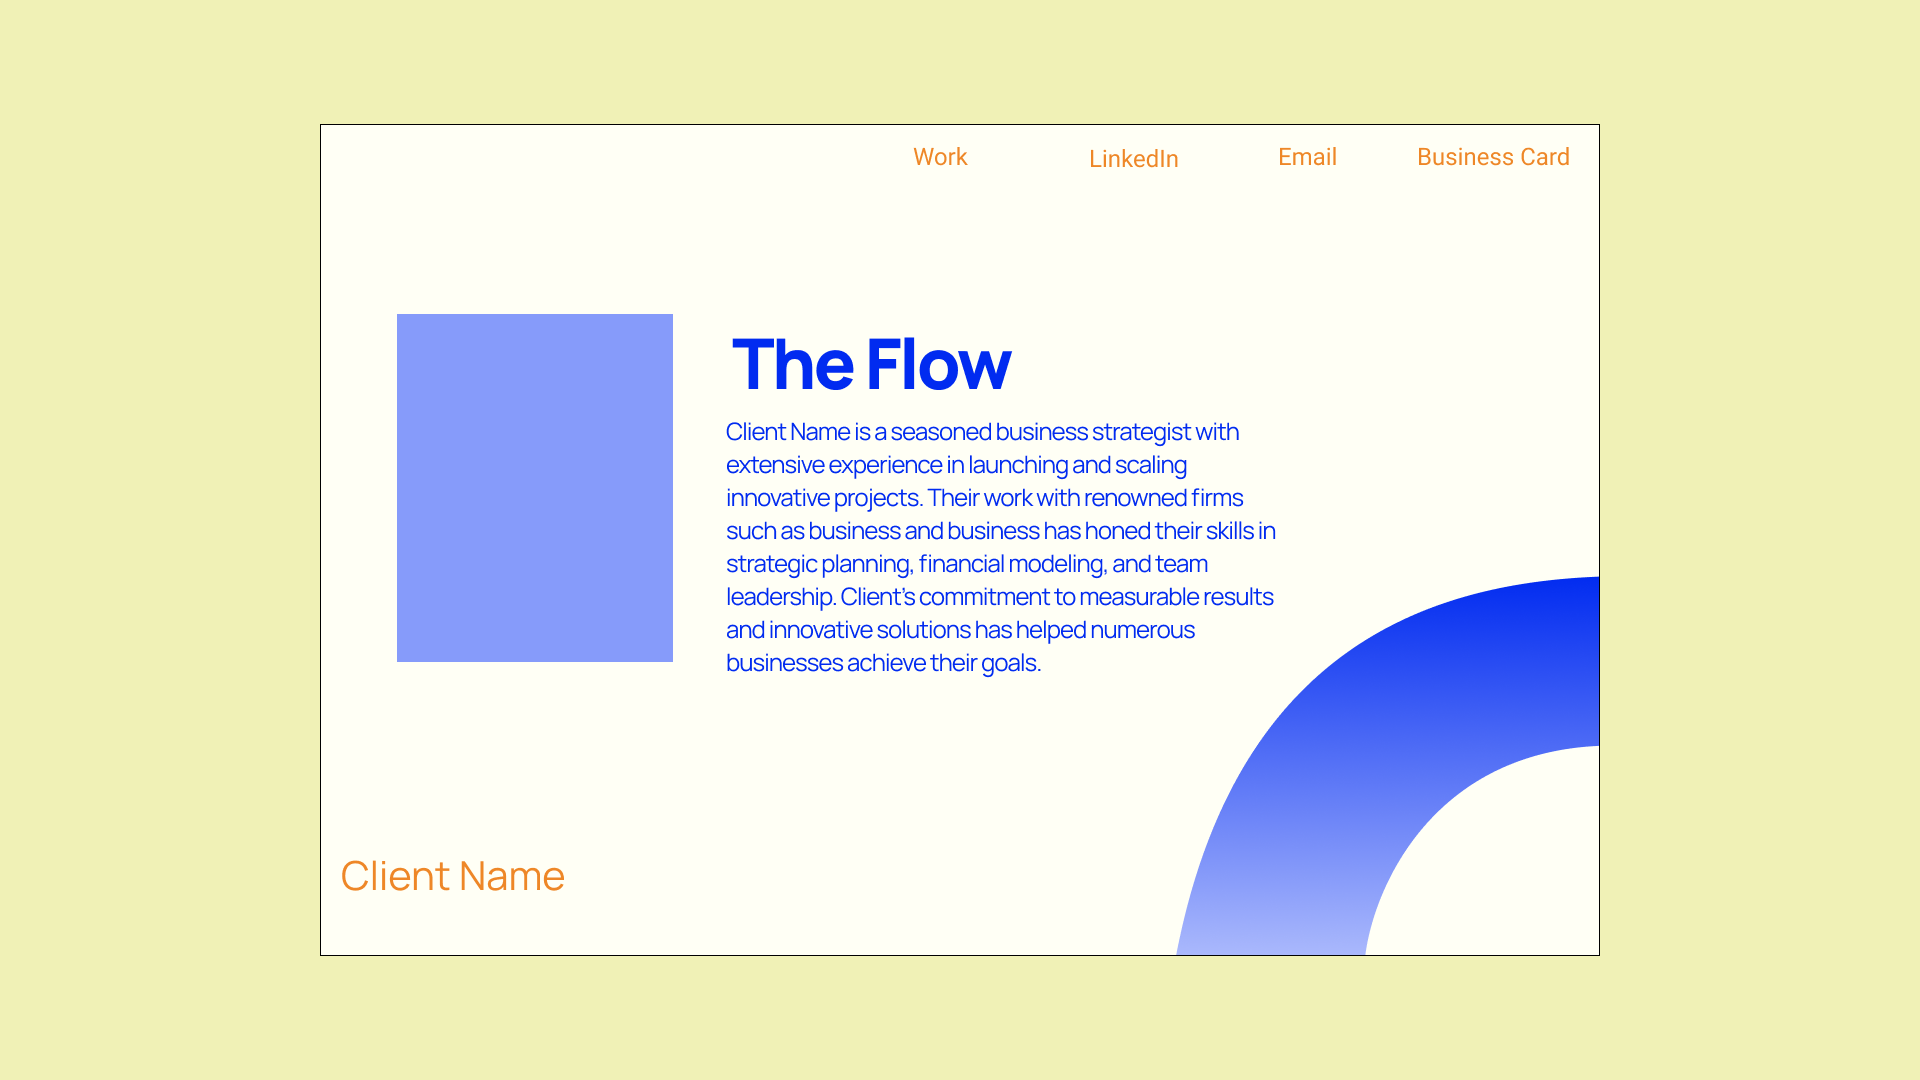 Work LinkedIn Email Business Card
The Flow
Client Name is a seasoned business strategist with
extensive experience in launching and scaling
innovative projects. Their work with renowned firms
such as business and business has honed their skills in
strategic planning, financial modeling, and team
leadership. Client’s commitment to measurable results
and innovative solutions has helped numerous
businesses achieve their goals.
Client Name